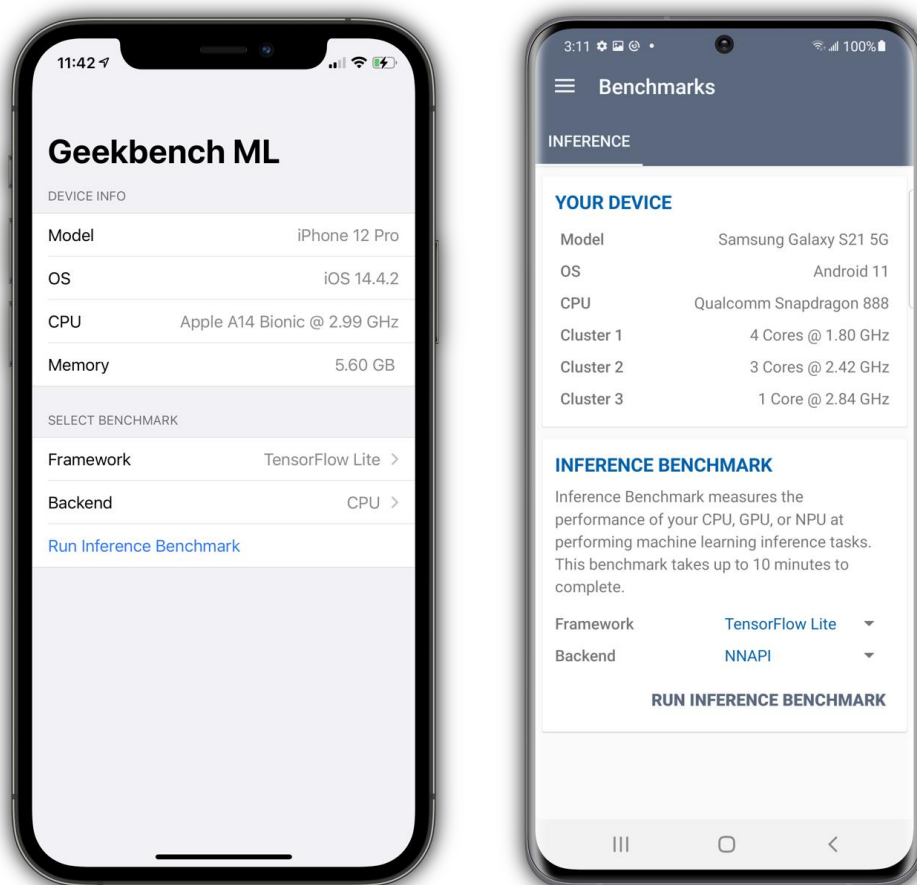 11:42
Geekbench ML
DEVICE INFO
Model iPhone 12 Pro
OS iOS 14.4.2
CPU Apple A14 Bionic @ 2.99 GHz
Memory 5.60 GB
SELECT BENCHMARK
Framework TensorFlow Lite >
Backend CPU >
Run Inference Benchmark
3:11 100%
Benchmarks
INFERENCE
YOUR DEVICE
Model Samsung Galaxy S21 5G
OS Android 11
CPU Qualcomm Snapdragon 888
Cluster 1 4 Cores @ 1.80 GHz
Cluster 2 3 Cores @ 2.42 GHz
Cluster 3 1 Core @ 2.84 GHz
INFERENCE BENCHMARK
Inference Benchmark measures the
performance of your CPU, GPU, or NPU at
performing machine learning inference tasks.
This benchmark takes up to 10 minutes to
complete.
Framework TensorFlow Lite
Backend NNAPI
RUN INFERENCE BENCHMARK